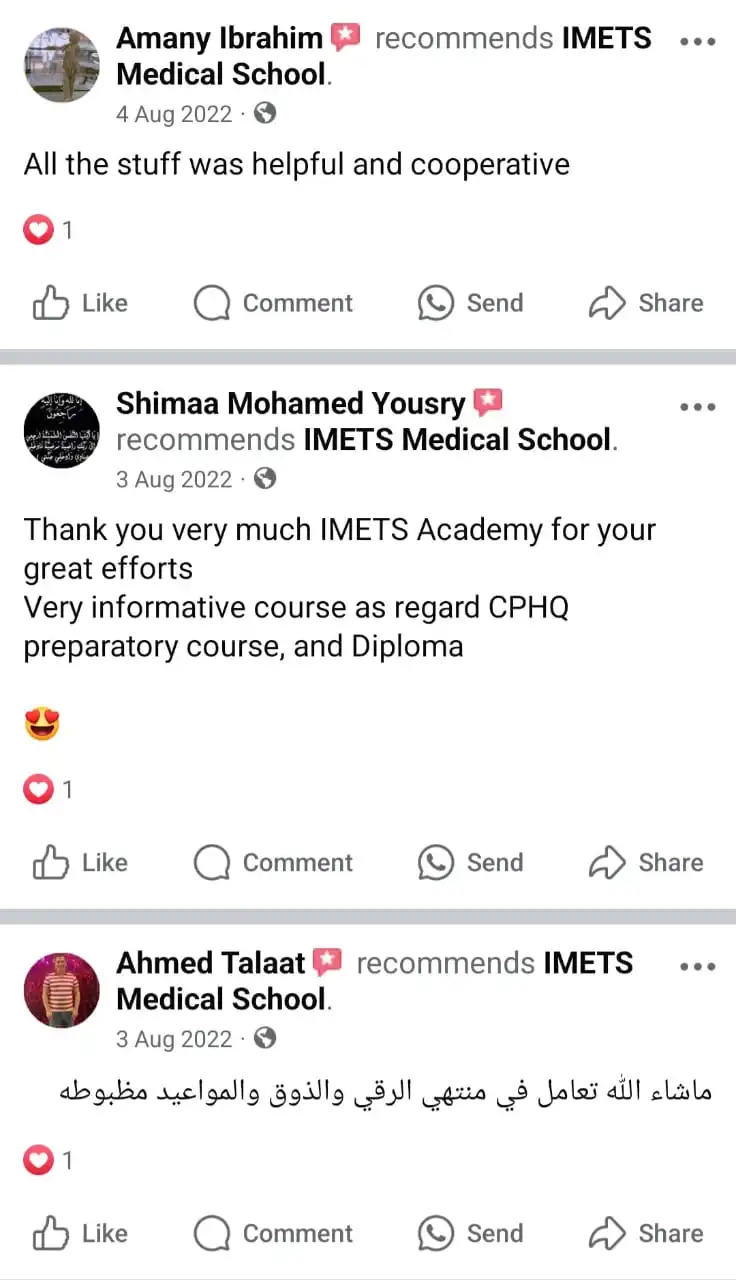 Amany Ibrahim recommends IMETS
Medical School.
4 Aug 2022 ·
All the stuff was helpful and cooperative
1
Like Comment Send Share
Shimaa Mohamed Yousry
recommends IMETS Medical School.
3 Aug 2022 ·
Thank you very much IMETS Academy for your
great efforts
Very informative course as regard CPHQ
preparatory course, and Diploma
😍
1
Like Comment Send Share
Ahmed Talaat recommends IMETS
Medical School.
3 Aug 2022 ·
ماشاء الله تعامل في منتهي الرقي والذوق والمواعيد مظبوطه
1
Like Comment Send Share